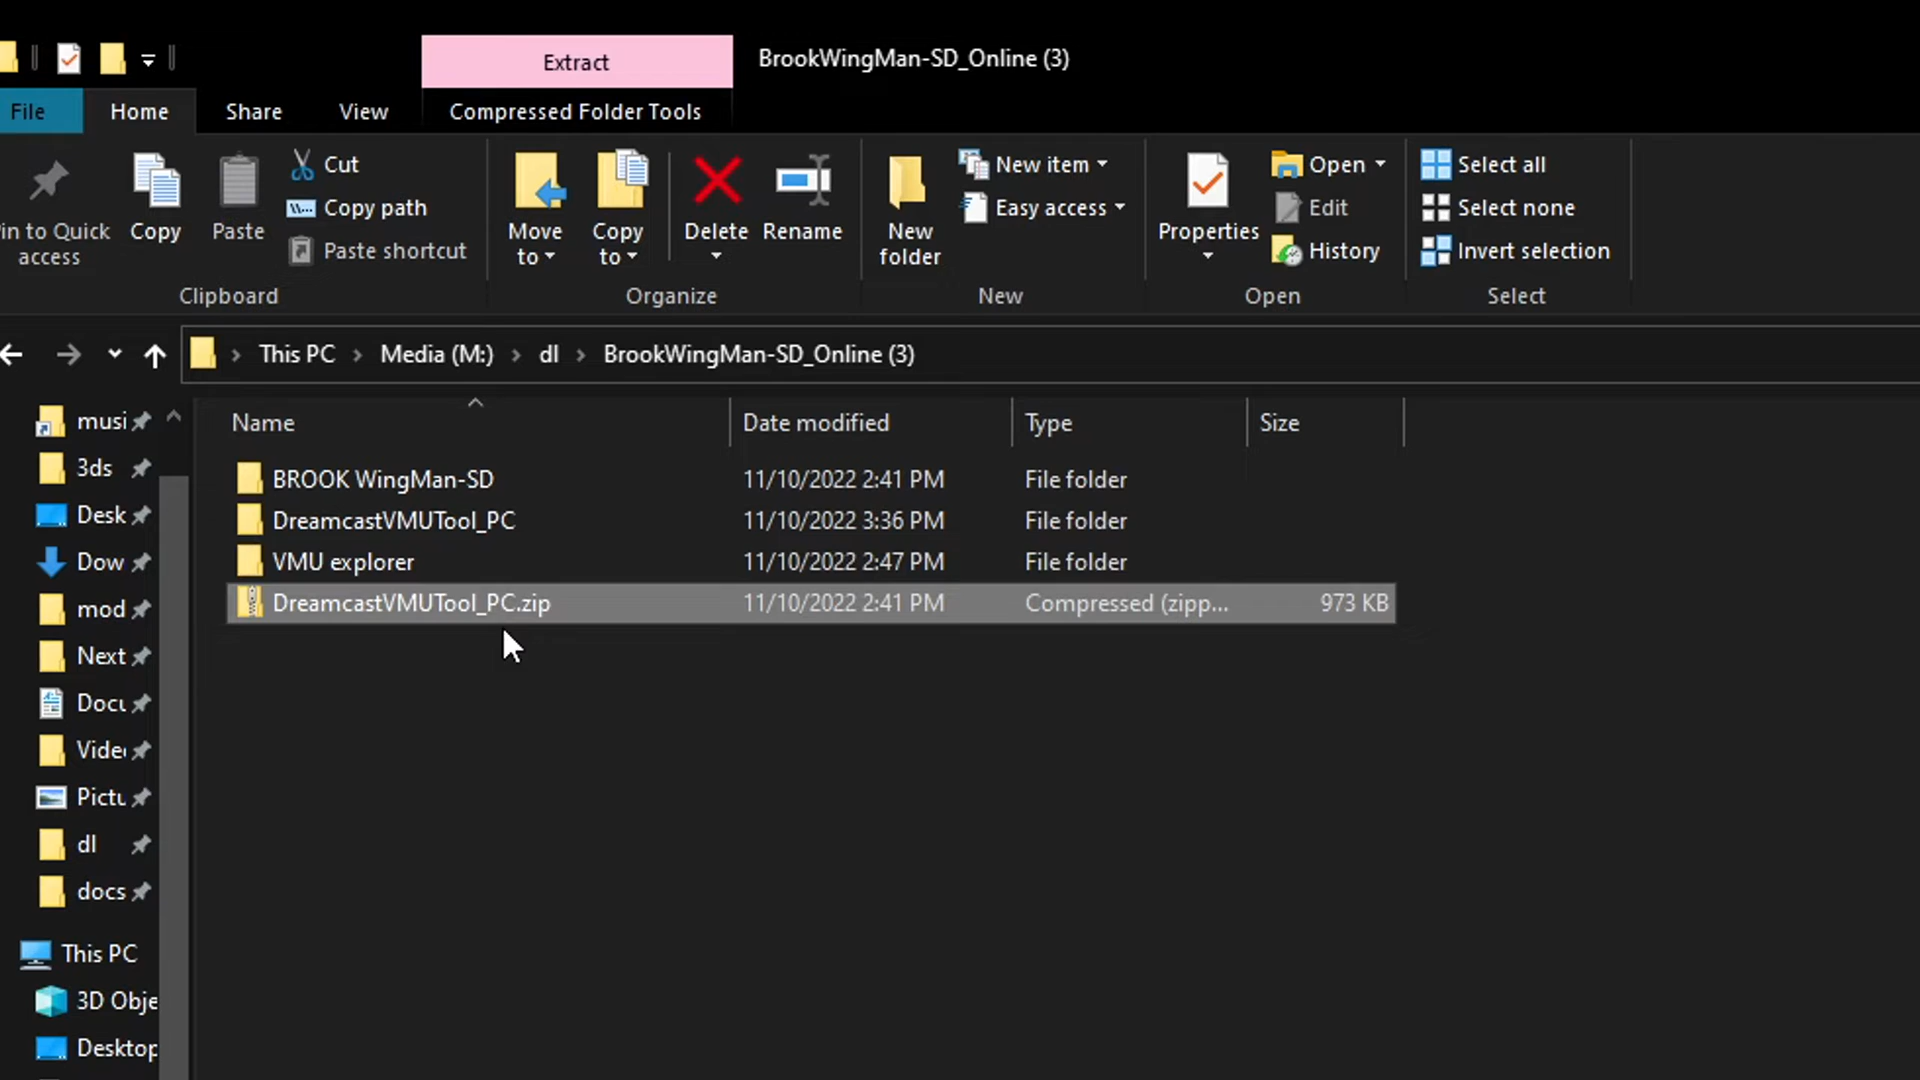 Extract
BrookWingMan-SD_Online (3)
File
Home
Share
View
Compressed Folder Tools
in to Quick access
Copy
Paste
Cut
Copy path
Paste shortcut
Clipboard
Move to
Copy to
Delete
Rename
Organize
New folder
New item
Easy access
New
Properties
Open
Edit
History
Open
Select all
Select none
Invert selection
Select
This PC > Media (M:) > dl > BrookWingMan-SD_Online (3)
Name Date modified Type Size
BROOK WingMan-SD 11/10/2022 2:41 PM File folder
DreamcastVMUTool_PC 11/10/2022 3:36 PM File folder
VMU explorer 11/10/2022 2:47 PM File folder
DreamcastVMUTool_PC.zip 11/10/2022 2:41 PM Compressed (zipp... 973 KB
musi
3ds
Desk
Dow
mod
Next
Docu
Vide
Pictu
dl
docs
This PC
3D Obje
Desktop